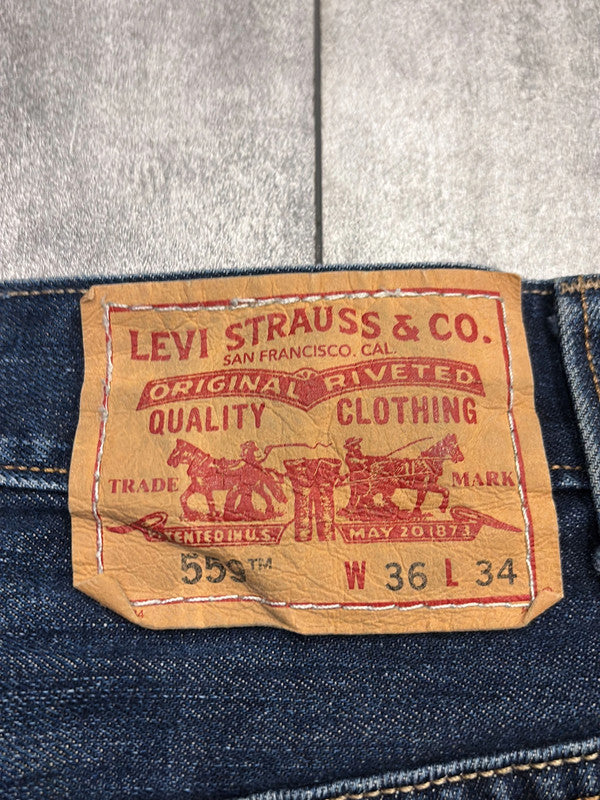 LEVI STRAUSS & CO.
SAN FRANCISCO, CAL.
ORIGINAL RIVETED
QUALITY CLOTHING
TRADE MARK
PATENTED IN U.S. MAY 20 1873
559™ W 36 L 34